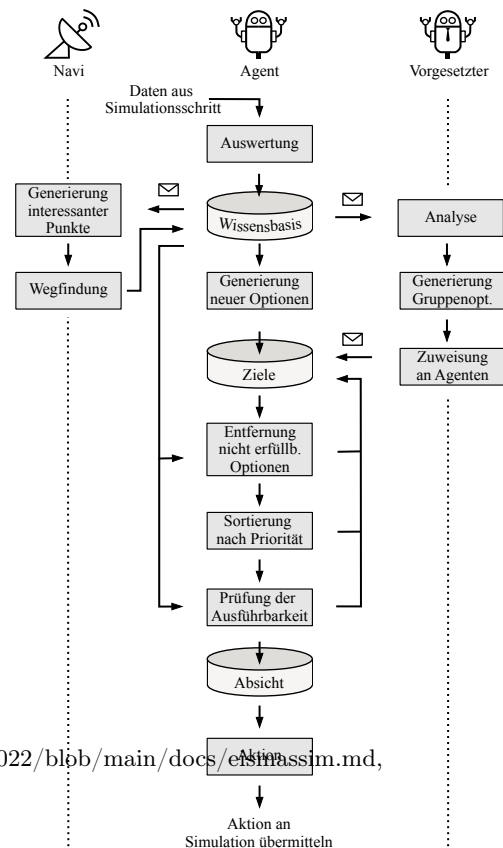 Navi
Agent
Vorgesetzter
Daten aus
Simulationsschritt
Auswertung
Generierung
interessanter
Punkte
Wissensbasis
Analyse
Wegfindung
Generierung
neuer Optionen
Generierung
Gruppenopt.
Ziele
Zuweisung
an Agenten
Entfernung
nicht erfüllb.
Optionen
Sortierung
nach Priorität
Prüfung der
Ausführbarkeit
Absicht
022/blob/main/docs/eismassim.md,
Aktion
Aktion an
Simulation übermitteln